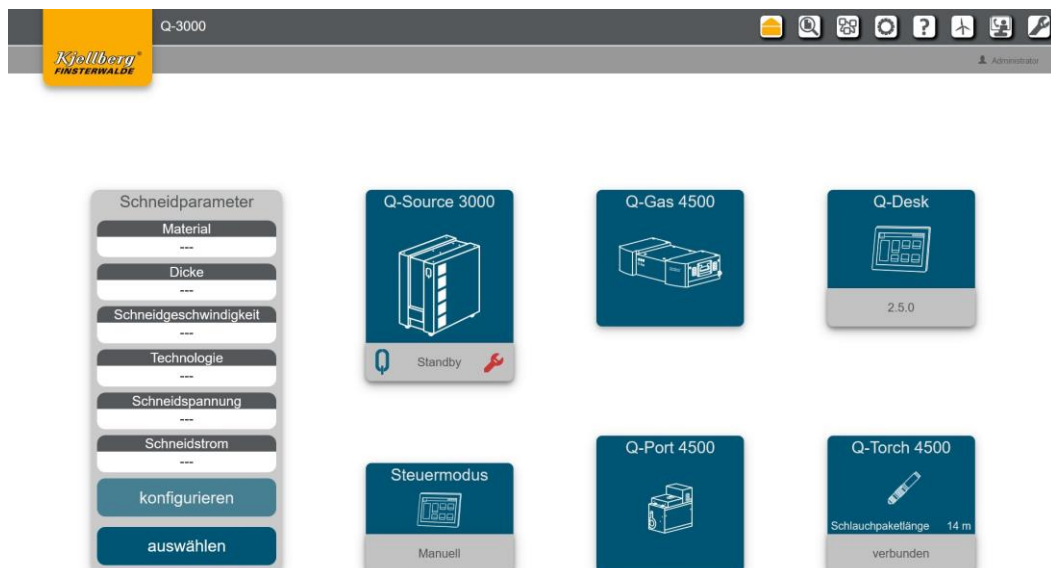 Q-3000
Kjellberg®
FINSTERWALDE
?
Administrator
Schneidparameter
Material
---
Dicke
---
Schneidgeschwindigkeit
---
Technologie
---
Schneidspannung
---
Schneidstrom
---
konfigurieren
auswählen
Q-Source 3000
Standby
Q-Gas 4500
Q-Desk
2.5.0
Steuermodus
Manuell
Q-Port 4500
Q-Torch 4500
Schlauchpaketlänge 14 m
verbunden